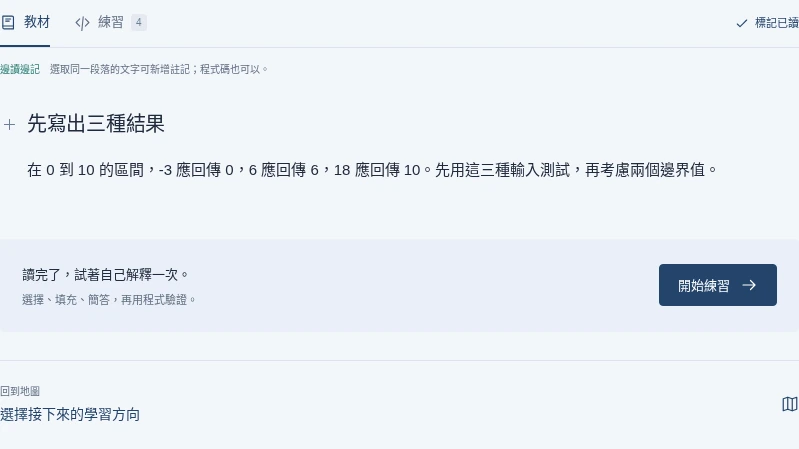 教材 練習 4 標記已讀
邊讀邊記 選取同一段落的文字可新增註記；程式碼也可以。
先寫出三種結果
在 0 到 10 的區間，-3 應回傳 0，6 應回傳 6，18 應回傳 10。先用這三種輸入測試，再考慮兩個邊界值。
讀完了，試著自己解釋一次。
選擇、填充、簡答，再用程式驗證。
開始練習
回到地圖
選擇接下來的學習方向